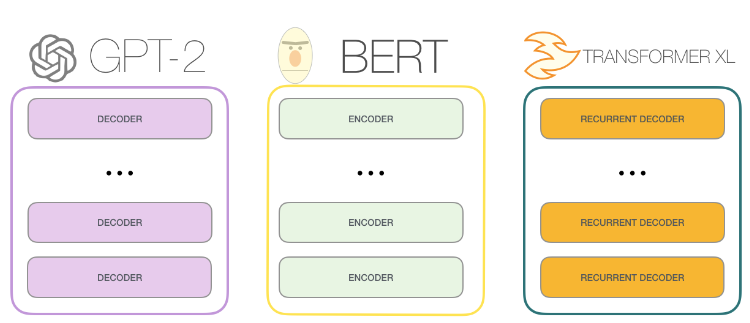 GPT-2
BERT
TRANSFORMER XL
DECODER
ENCODER
RECURRENT DECODER
DECODER
ENCODER
RECURRENT DECODER
DECODER
ENCODER
RECURRENT DECODER